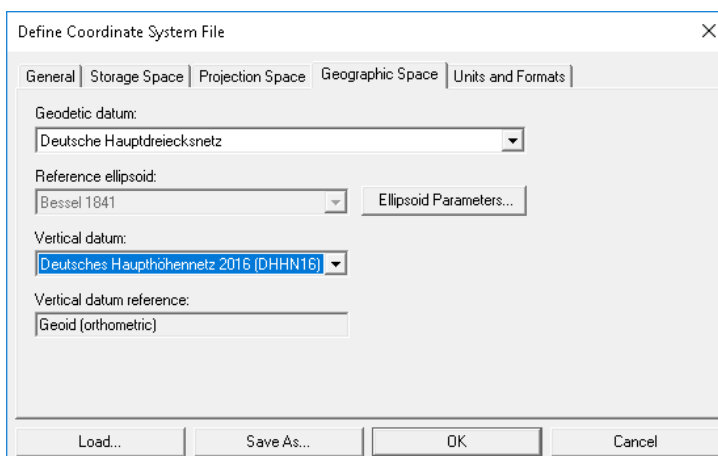 Define Coordinate System File
General Storage Space Projection Space Geographic Space Units and Formats
Geodetic datum:
Deutsche Hauptdreiecksnetz
Reference ellipsoid:
Bessel 1841 Ellipsoid Parameters...
Vertical datum:
Deutsches Haupthöhennetz 2016 (DHHN16)
Vertical datum reference:
Geoid (orthometric)
Load... Save As... OK Cancel